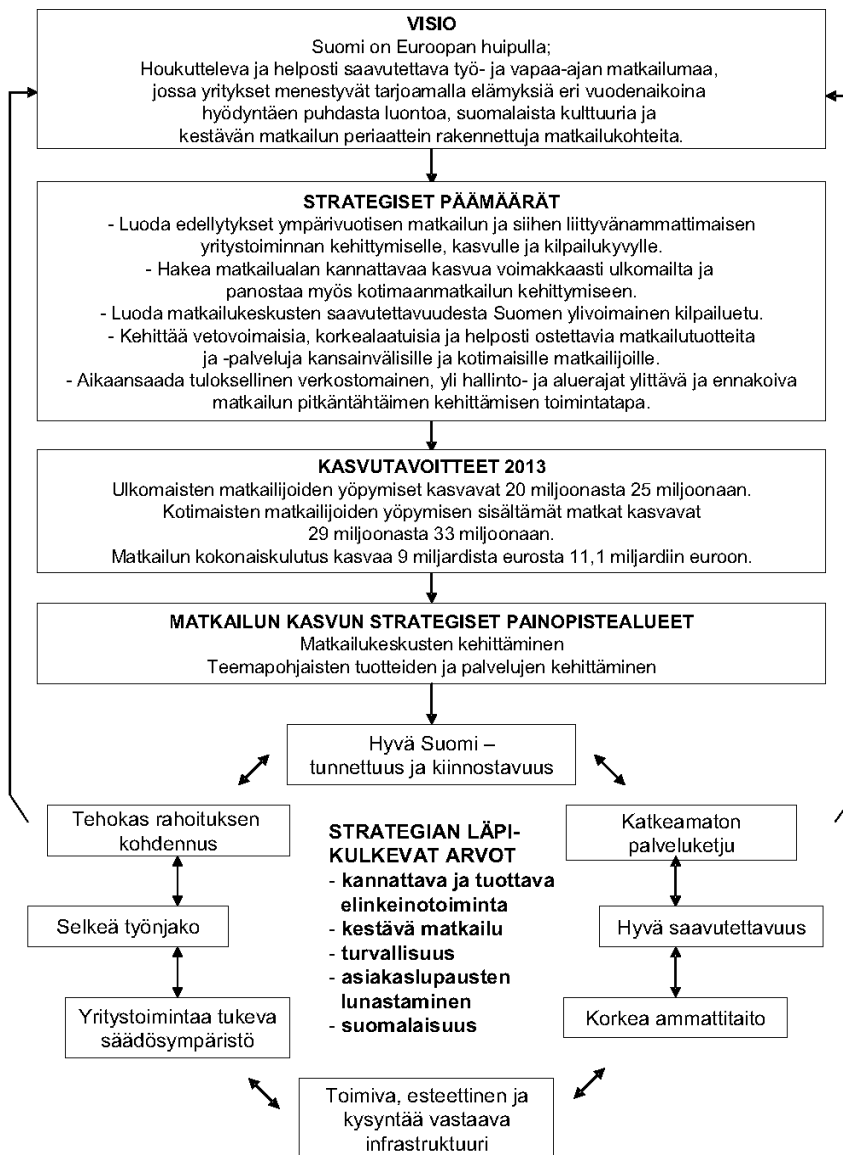 VISIO
Suomi on Euroopan huipulla;
Houkutteleva ja helposti saavutettava työ- ja vapaa-ajan matkailumaa,
jossa yritykset menestyvät tarjoamalla elämyksiä eri vuodenaikoina
hyödyntäen puhdasta luontoa, suomalaista kulttuuria ja
kestävän matkailun periaattein rakennettuja matkailukohteita.
STRATEGISET PÄÄMÄÄRÄT
- Luoda edellytykset ympärivuotisen matkailun ja siihen liittyvänammattimaisen
yritystoiminnan kehittymiselle, kasvulle ja kilpailukyvylle.
- Hakea matkailualan kannattavaa kasvua voimakkaasti ulkomailta ja
panostaa myös kotimaanmatkailun kehittymiseen.
- Luoda matkailukeskusten saavutettavuudesta Suomen ylivoimainen kilpailuetu.
- Kehittää vetovoimaisia, korkealaatuisia ja helposti ostettavia matkailutuotteita
ja -palveluja kansainvälisille ja kotimaisille matkailijoille.
- Aikaansaada tuloksellinen verkostomainen, yli hallinto- ja aluerajat ylittävä ja ennakoiva
matkailun pitkäntähtäimen kehittämisen toimintatapa.
KASVUTAVOITTEET 2013
Ulkomaisten matkailijoiden yöpymiset kasvavat 20 miljoonasta 25 miljoonaan.
Kotimaisten matkailijoiden yöpymisen sisältämät matkat kasvavat
29 miljoonasta 33 miljoonaan.
Matkailun kokonaiskulutus kasvaa 9 miljardista eurosta 11,1 miljardiin euroon.
MATKAILUN KASVUN STRATEGISET PAINOPISTEALUEET
Matkailukeskusten kehittäminen
Teemapohjaisten tuotteiden ja palvelujen kehittäminen
Hyvä Suomi –
tunnettuus ja kiinnostavuus
Tehokas rahoituksen
kohdennus
Selkeä työnjako
Yritystoimintaa tukeva
säädösympäristö
STRATEGIAN LÄPI-
KULKEVAT ARVOT
- kannattava ja tuottava
elinkeinotoiminta
- kestävä matkailu
- turvallisuus
- asiakaslupausten
lunastaminen
- suomalaisuus
Katkeamaton
palveluketju
Hyvä saavutettavuus
Korkea ammattitaito
Toimiva, esteettinen ja
kysyntää vastaava
infrastruktuuri